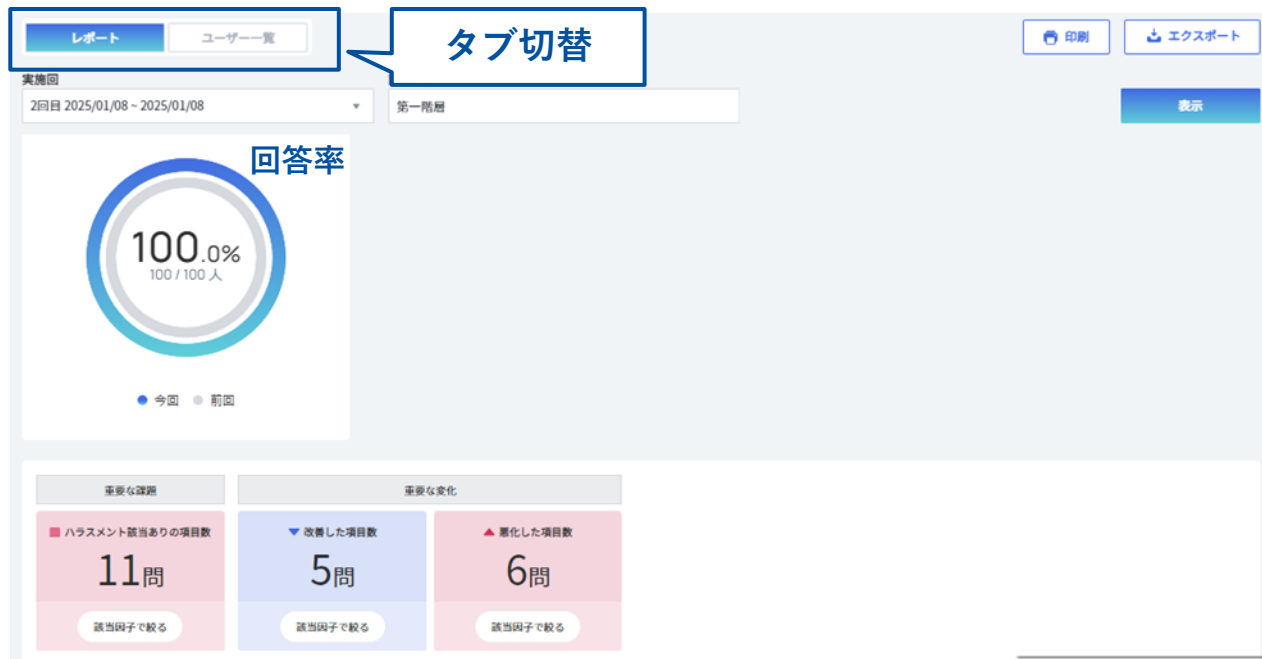 レポート
ユーザー一覧
タブ切替
印刷
エクスポート
実施回
2回目 2025/01/08 ~ 2025/01/08
第一階層
表示
回答率
100.0%
100 / 100 人
今回
前回
重要な課題
重要な変化
ハラスメント該当ありの項目数
改善した項目数
悪化した項目数
11問
5問
6問
該当因子で絞る
該当因子で絞る
該当因子で絞る